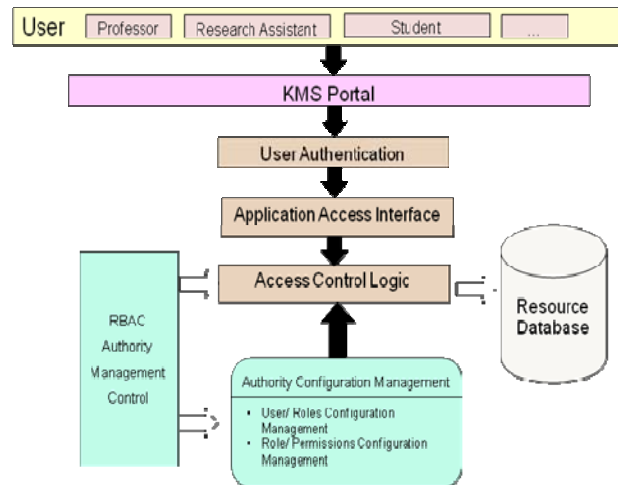 User
Professor
Research Assistant
Student
...
KMS Portal
User Authentication
Application Access Interface
Access Control Logic
RBAC
Authority
Management
Control
Resource
Database
Authority Configuration Management
• User/ Roles Configuration
Management
• Role/ Permissions Configuration
Management